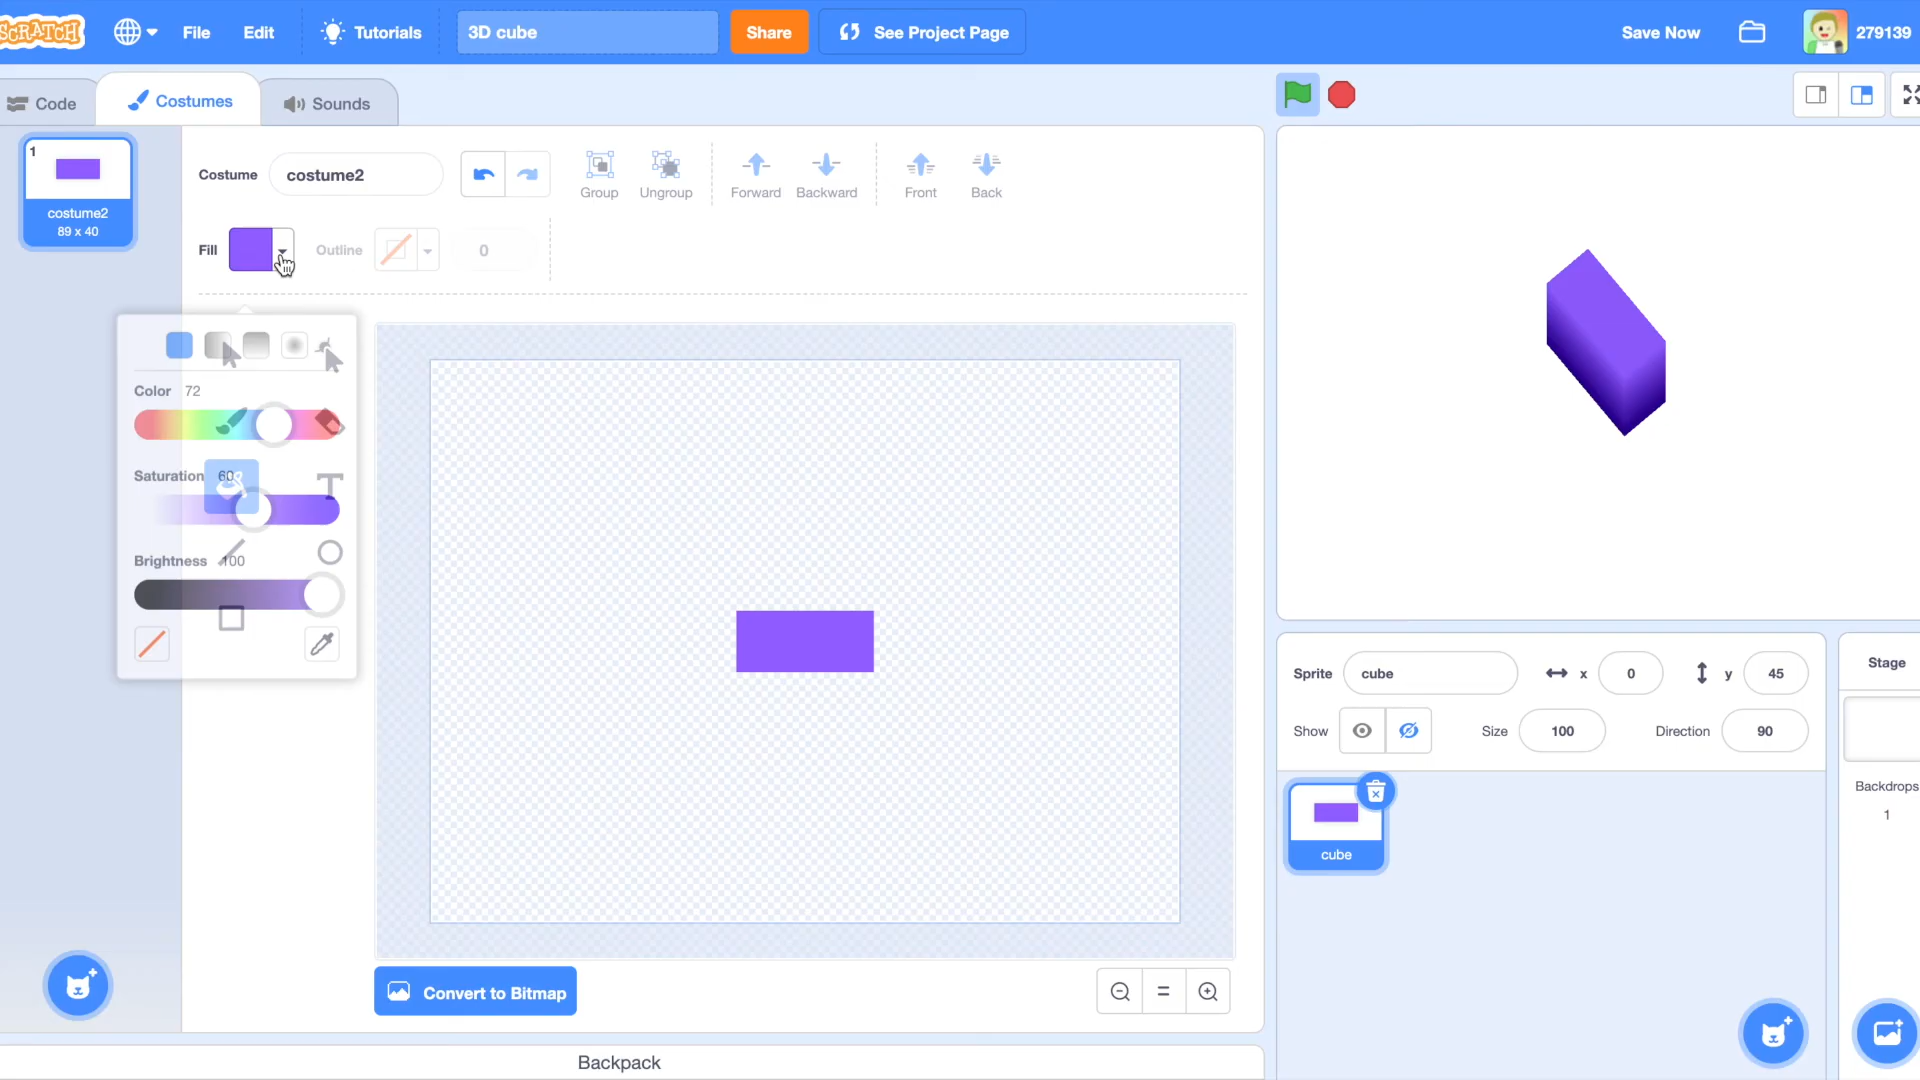 SCRATCH
File
Edit
Tutorials
3D cube
Share
See Project Page
Save Now
279139
Code
Costumes
Sounds
1
costume2
89 x 40
Costume
costume2
Group
Ungroup
Forward
Backward
Front
Back
Fill
Outline
0
Color 72
Saturation 60
Brightness 100
T
Convert to Bitmap
=
Backpack
Sprite
cube
x
0
y
45
Show
Size
100
Direction
90
cube
Stage
Backdrops
1